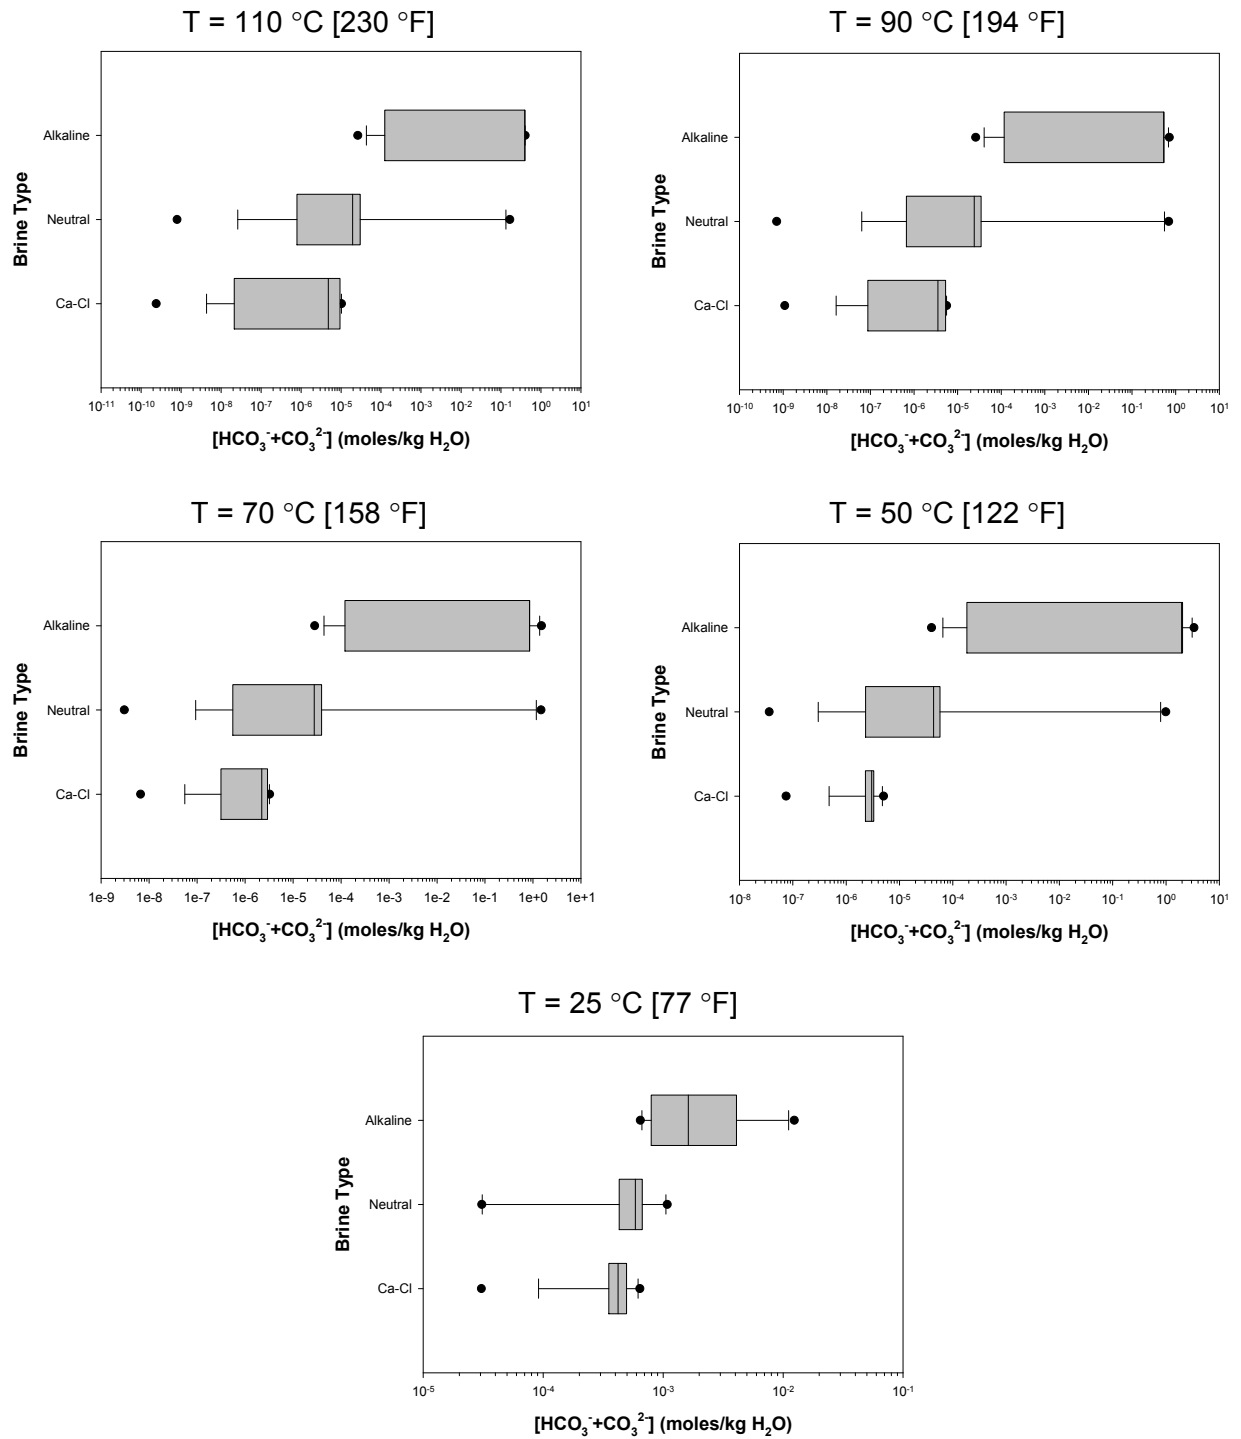 T = 110 °C [230 °F]
Brine Type
Alkaline
Neutral
Ca-Cl
10⁻¹¹ 10⁻¹⁰ 10⁻⁹ 10⁻⁸ 10⁻⁷ 10⁻⁶ 10⁻⁵ 10⁻⁴ 10⁻³ 10⁻² 10⁻¹ 10⁰ 10¹
[HCO₃⁻+CO₃²⁻] (moles/kg H₂O)
T = 90 °C [194 °F]
Brine Type
Alkaline
Neutral
Ca-Cl
10⁻¹⁰ 10⁻⁹ 10⁻⁸ 10⁻⁷ 10⁻⁶ 10⁻⁵ 10⁻⁴ 10⁻³ 10⁻² 10⁻¹ 10⁰ 10¹
[HCO₃⁻+CO₃²⁻] (moles/kg H₂O)
T = 70 °C [158 °F]
Brine Type
Alkaline
Neutral
Ca-Cl
1e-9 1e-8 1e-7 1e-6 1e-5 1e-4 1e-3 1e-2 1e-1 1e+0 1e+1
[HCO₃⁻+CO₃²⁻] (moles/kg H₂O)
T = 50 °C [122 °F]
Brine Type
Alkaline
Neutral
Ca-Cl
10⁻⁸ 10⁻⁷ 10⁻⁶ 10⁻⁵ 10⁻⁴ 10⁻³ 10⁻² 10⁻¹ 10⁰ 10¹
[HCO₃⁻+CO₃²⁻] (moles/kg H₂O)
T = 25 °C [77 °F]
Brine Type
Alkaline
Neutral
Ca-Cl
10⁻⁵ 10⁻⁴ 10⁻³ 10⁻² 10⁻¹
[HCO₃⁻+CO₃²⁻] (moles/kg H₂O)